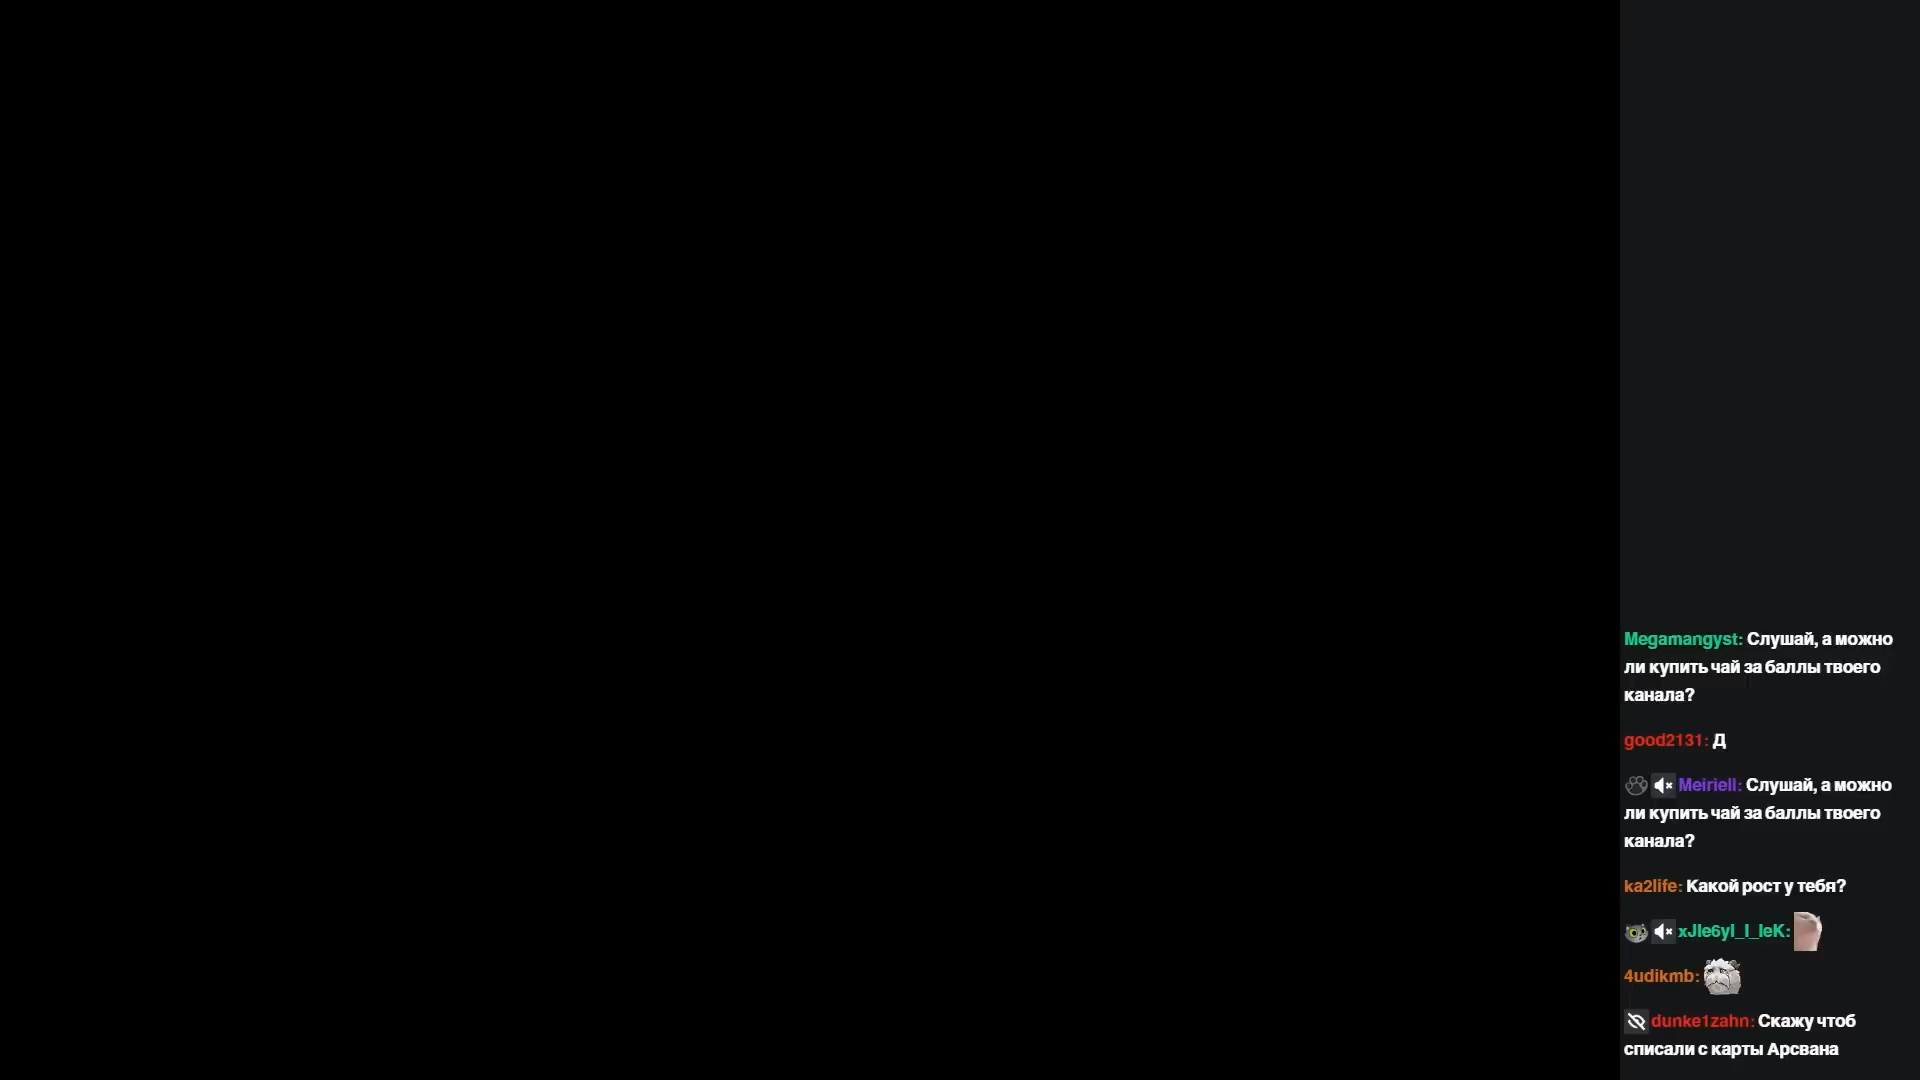 Megamangyst: Слушай, а можно
ли купить чай за баллы твоего
канала?
good2131: Д
Meiriell: Слушай, а можно
ли купить чай за баллы твоего
канала?
ka2life: Какой рост у тебя?
xJle6yl_l_leK:
4udikmb:
dunke1zahn: Скажу чтоб
списали с карты Арсвана